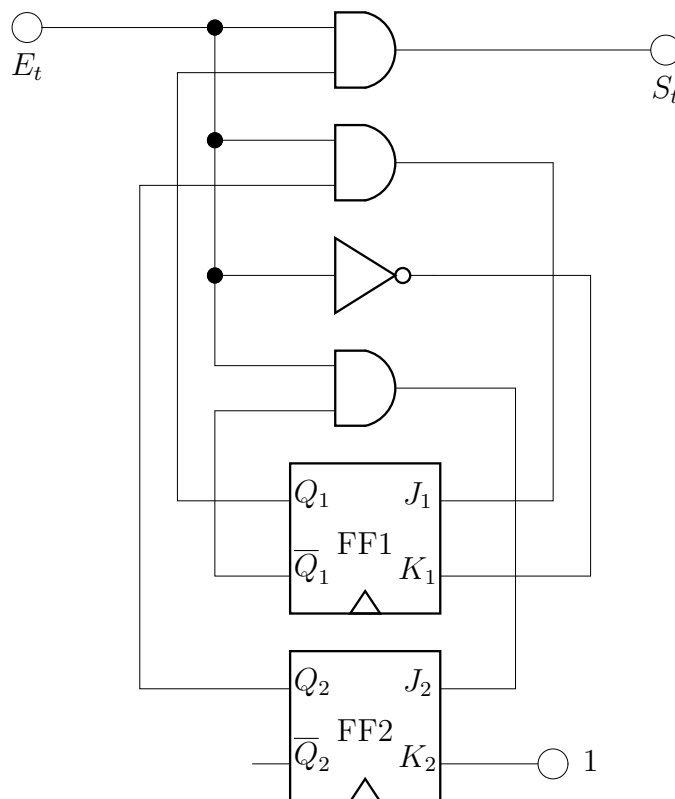 E_t
S_t
Q_1 J_1
FF1
\overline{Q}_1 K_1
Q_2 J_2
FF2
\overline{Q}_2 K_2 1